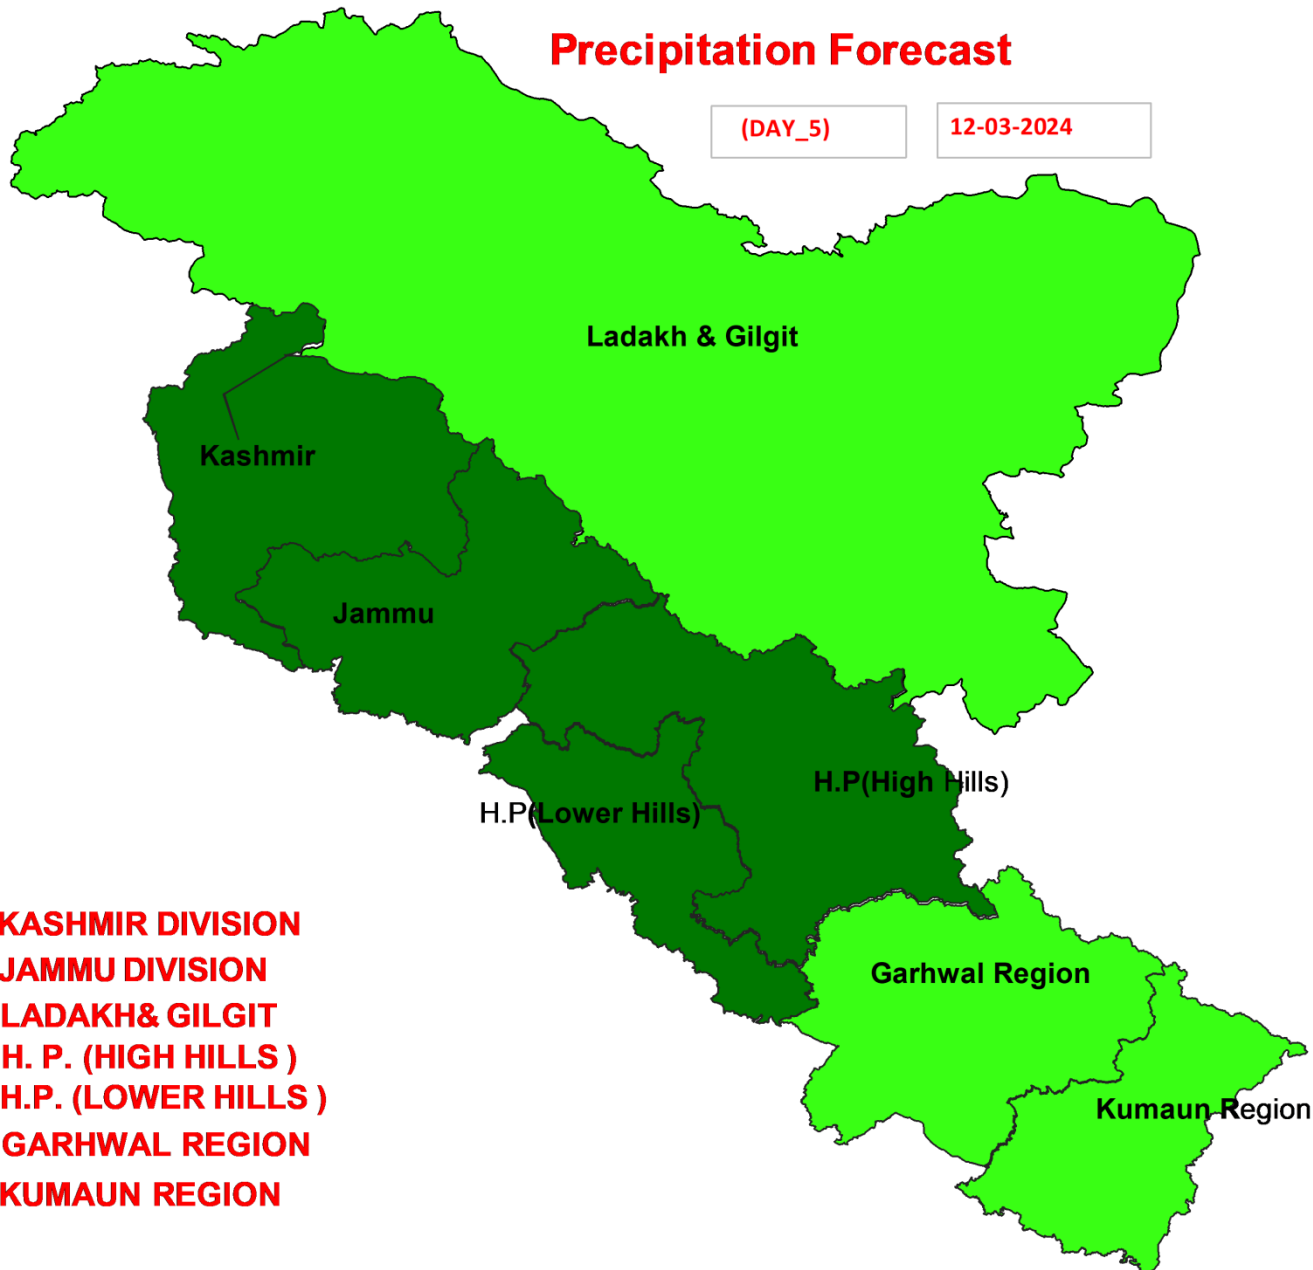 Precipitation Forecast
(DAY_5)
12-03-2024
Ladakh & Gilgit
Kashmir
Jammu
H.P(High Hills)
H.P(Lower Hills)
Garhwal Region
Kumaun Region
KASHMIR DIVISION
JAMMU DIVISION
LADAKH& GILGIT
H. P. (HIGH HILLS )
H.P. (LOWER HILLS )
GARHWAL REGION
KUMAUN REGION